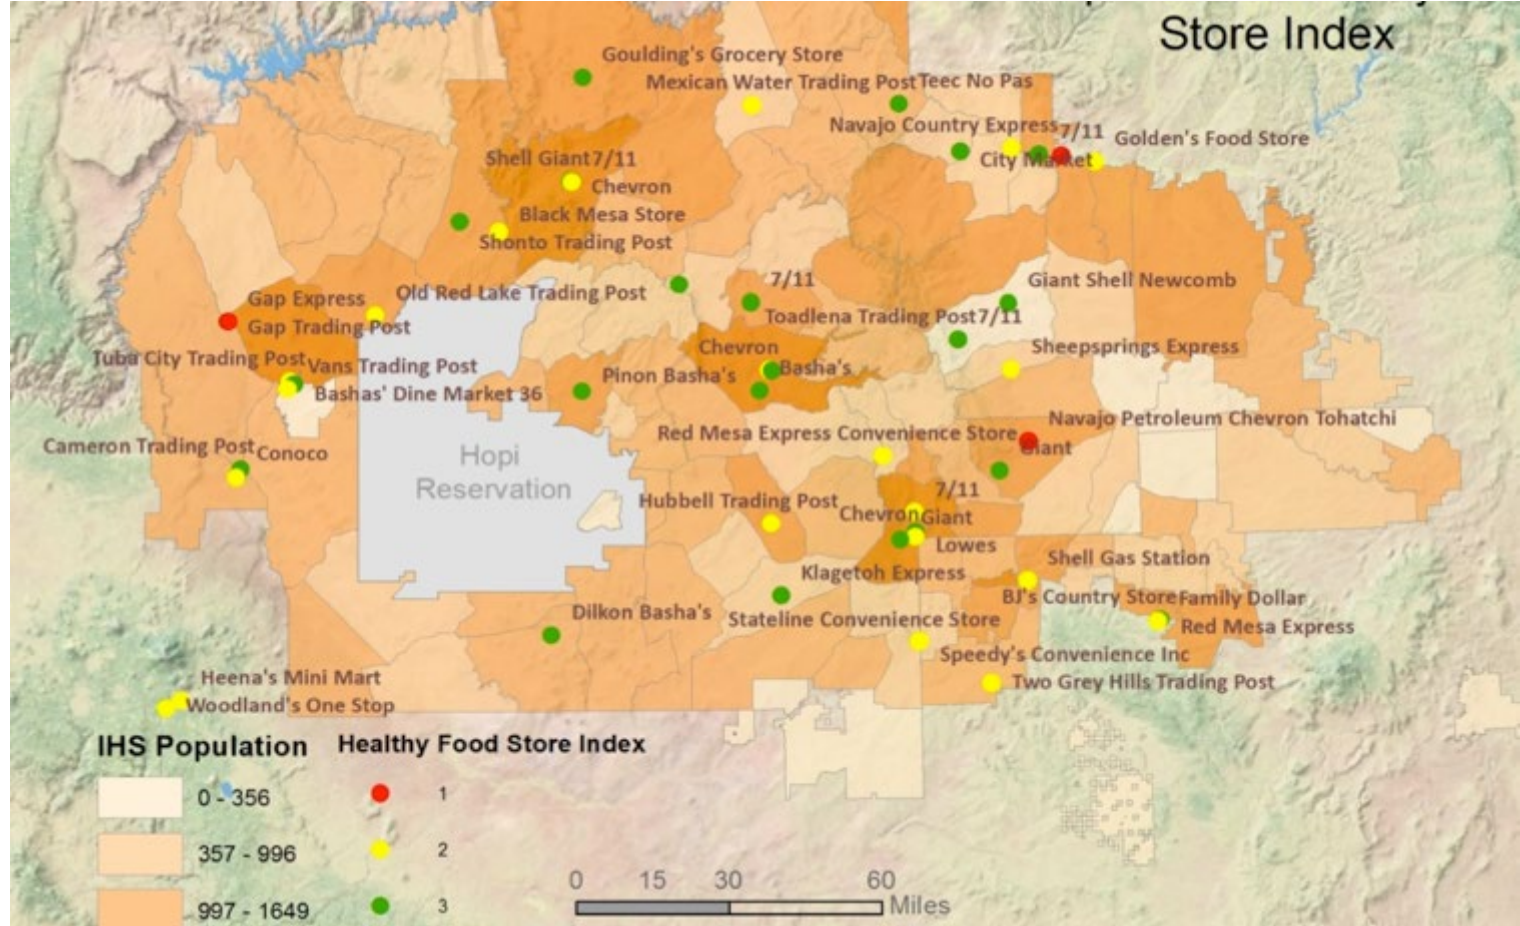 Store Index
Goulding's Grocery Store
Mexican Water Trading Post
Teec No Pas
Navajo Country Express
7/11
Golden's Food Store
City Market
Shell Giant
7/11
Chevron
Black Mesa Store
Shonto Trading Post
Gap Express
Old Red Lake Trading Post
7/11
Giant Shell Newcomb
Gap Trading Post
Toadlena Trading Post
7/11
Tuba City Trading Post
Vans Trading Post
Chevron
Sheepsprings Express
Pinon Basha's
Basha's
Bashas' Dine Market 36
Navajo Petroleum Chevron Tohatchi
Red Mesa Express Convenience Store
Giant
Cameron Trading Post
Conoco
Hopi
Reservation
7/11
Hubbell Trading Post
Chevron
Giant
Lowes
Shell Gas Station
Klagetoh Express
BJ's Country Store
Family Dollar
Dilkon Basha's
Stateline Convenience Store
Red Mesa Express
Speedy's Convenience Inc
Heena's Mini Mart
Two Grey Hills Trading Post
Woodland's One Stop
IHS Population
Healthy Food Store Index
0 - 356
1
357 - 996
2
997 - 1649
3
0 15 30 60
Miles